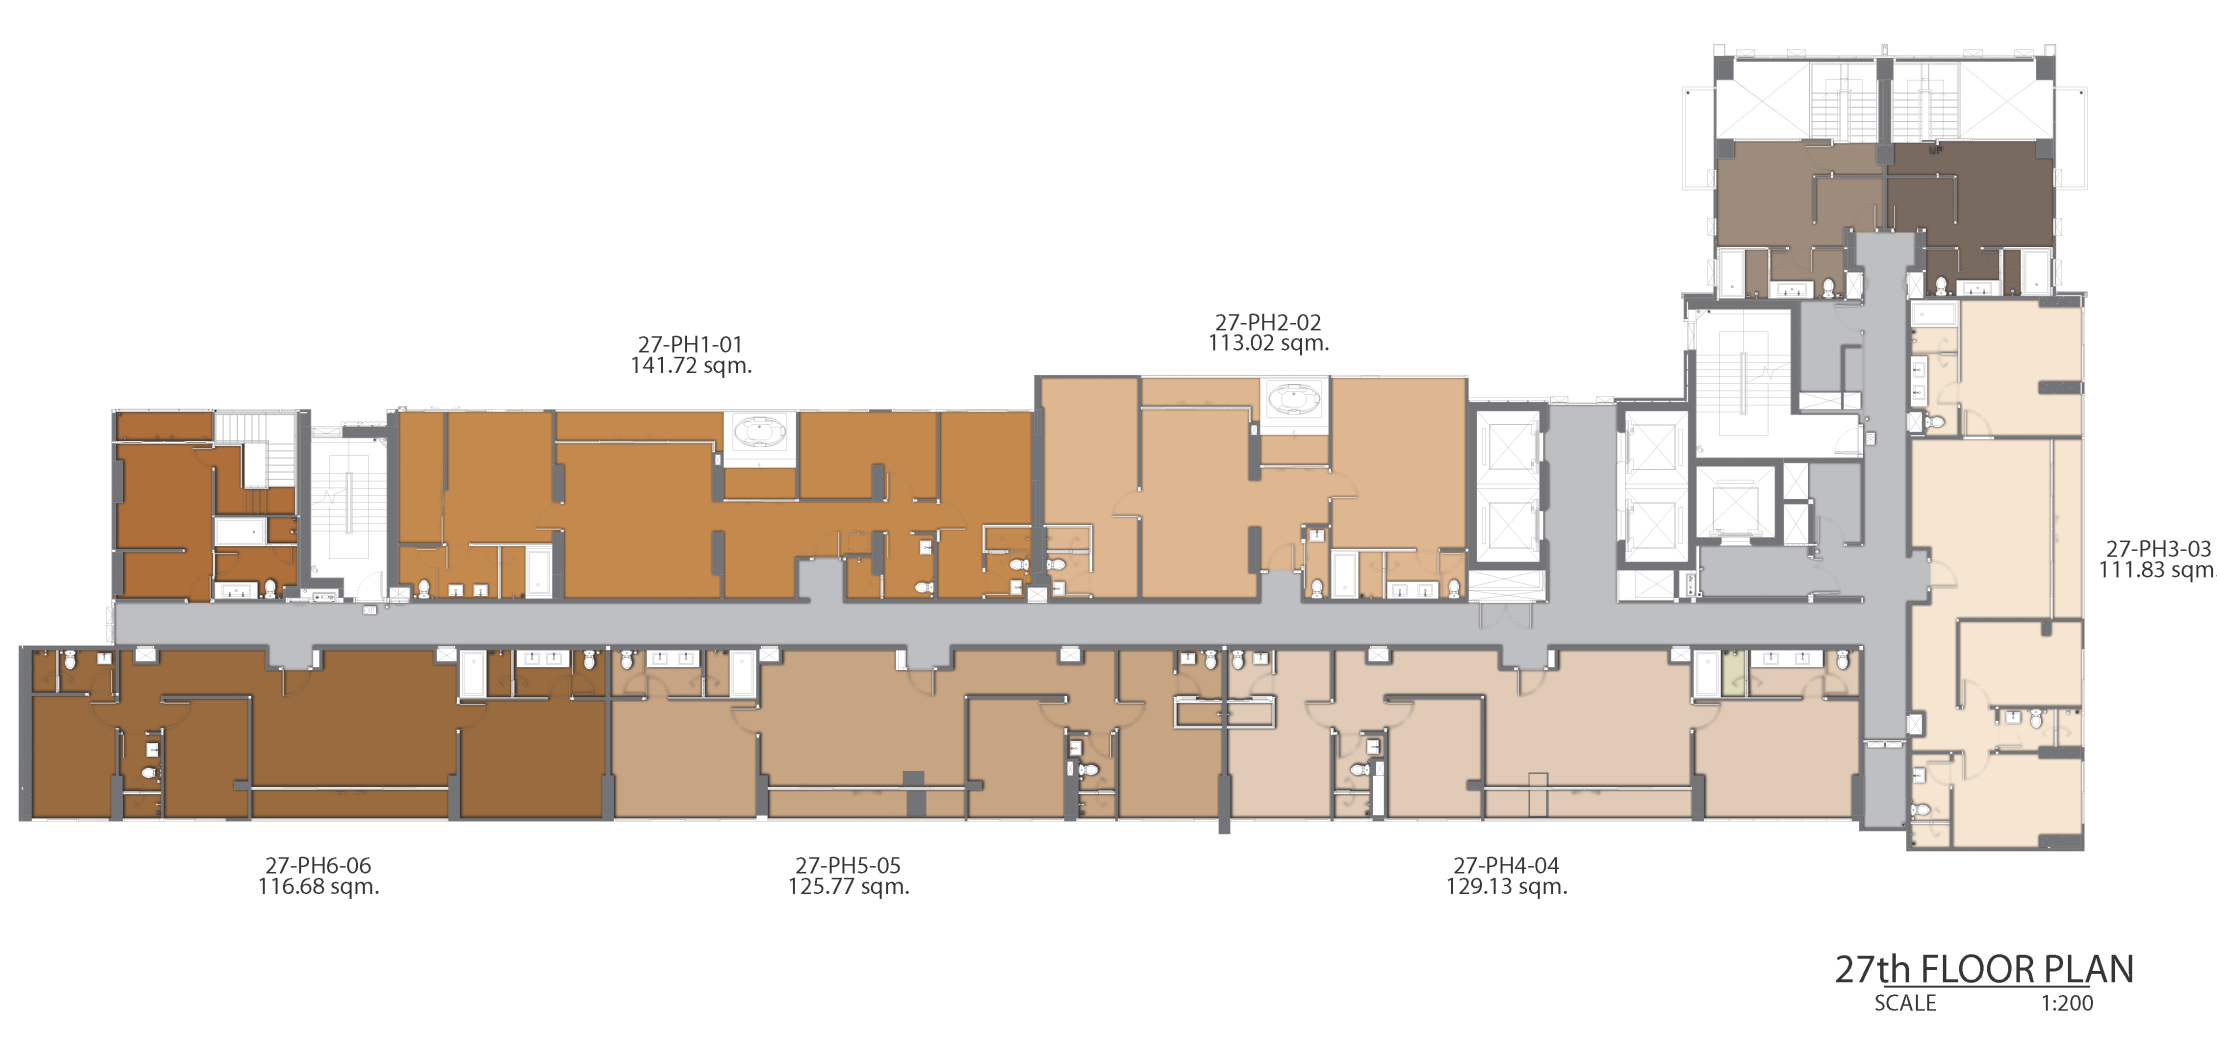 27-PH1-01
141.72 sqm.
27-PH2-02
113.02 sqm.
27-PH3-03
111.83 sqm.
27-PH6-06
116.68 sqm.
27-PH5-05
125.77 sqm.
27-PH4-04
129.13 sqm.
27th FLOOR PLAN
SCALE 1:200